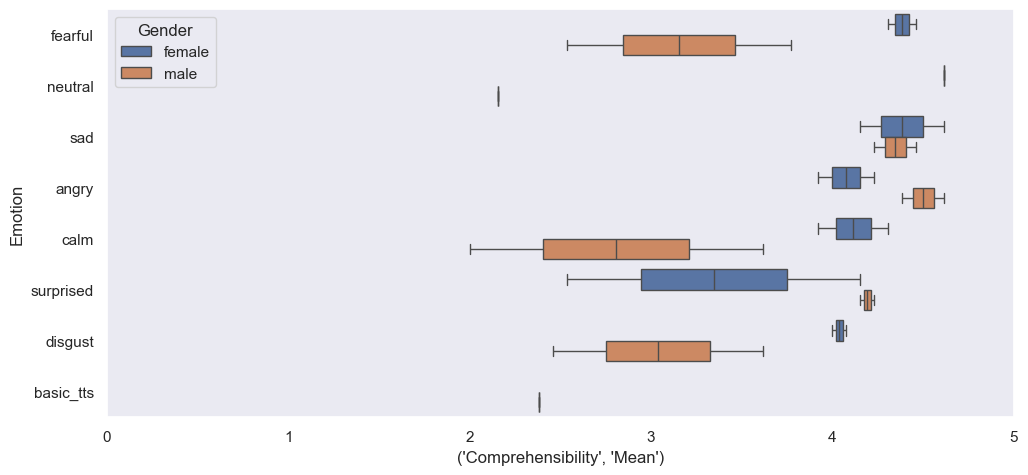 Gender
female
male
fearful
neutral
sad
angry
calm
surprised
disgust
basic_tts
Emotion
0 1 2 3 4 5
('Comprehensibility', 'Mean')